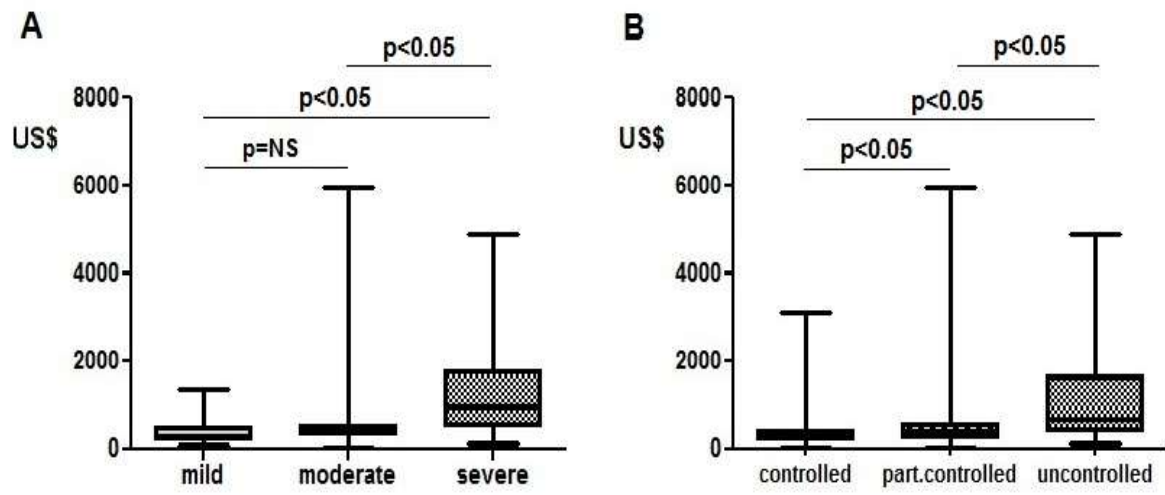 A
p<0.05
p<0.05
p=NS
US$
8000
6000
4000
2000
0
mild moderate severe
B
p<0.05
p<0.05
p<0.05
US$
8000
6000
4000
2000
0
controlled part.controlled uncontrolled